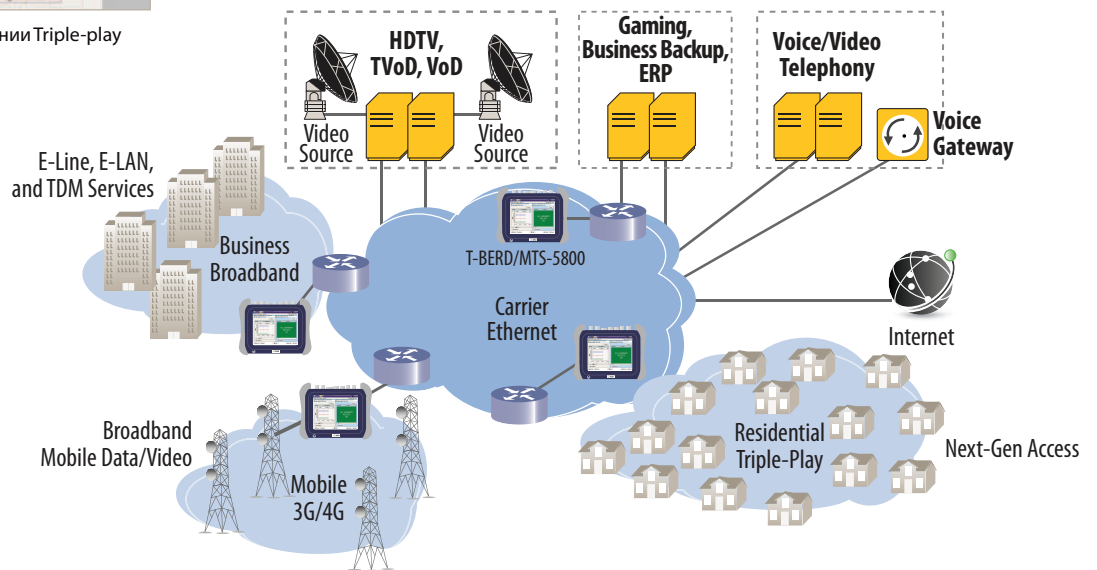 нии Triple-play
HDTV,
TVoD, VoD
Video
Source
Video
Source
Gaming,
Business Backup,
ERP
Voice/Video
Telephony
Voice
Gateway
E-Line, E-LAN,
and TDM Services
Business
Broadband
T-BERD/MTS-5800
Carrier
Ethernet
Internet
Broadband
Mobile Data/Video
Mobile
3G/4G
Residential
Triple-Play
Next-Gen Access